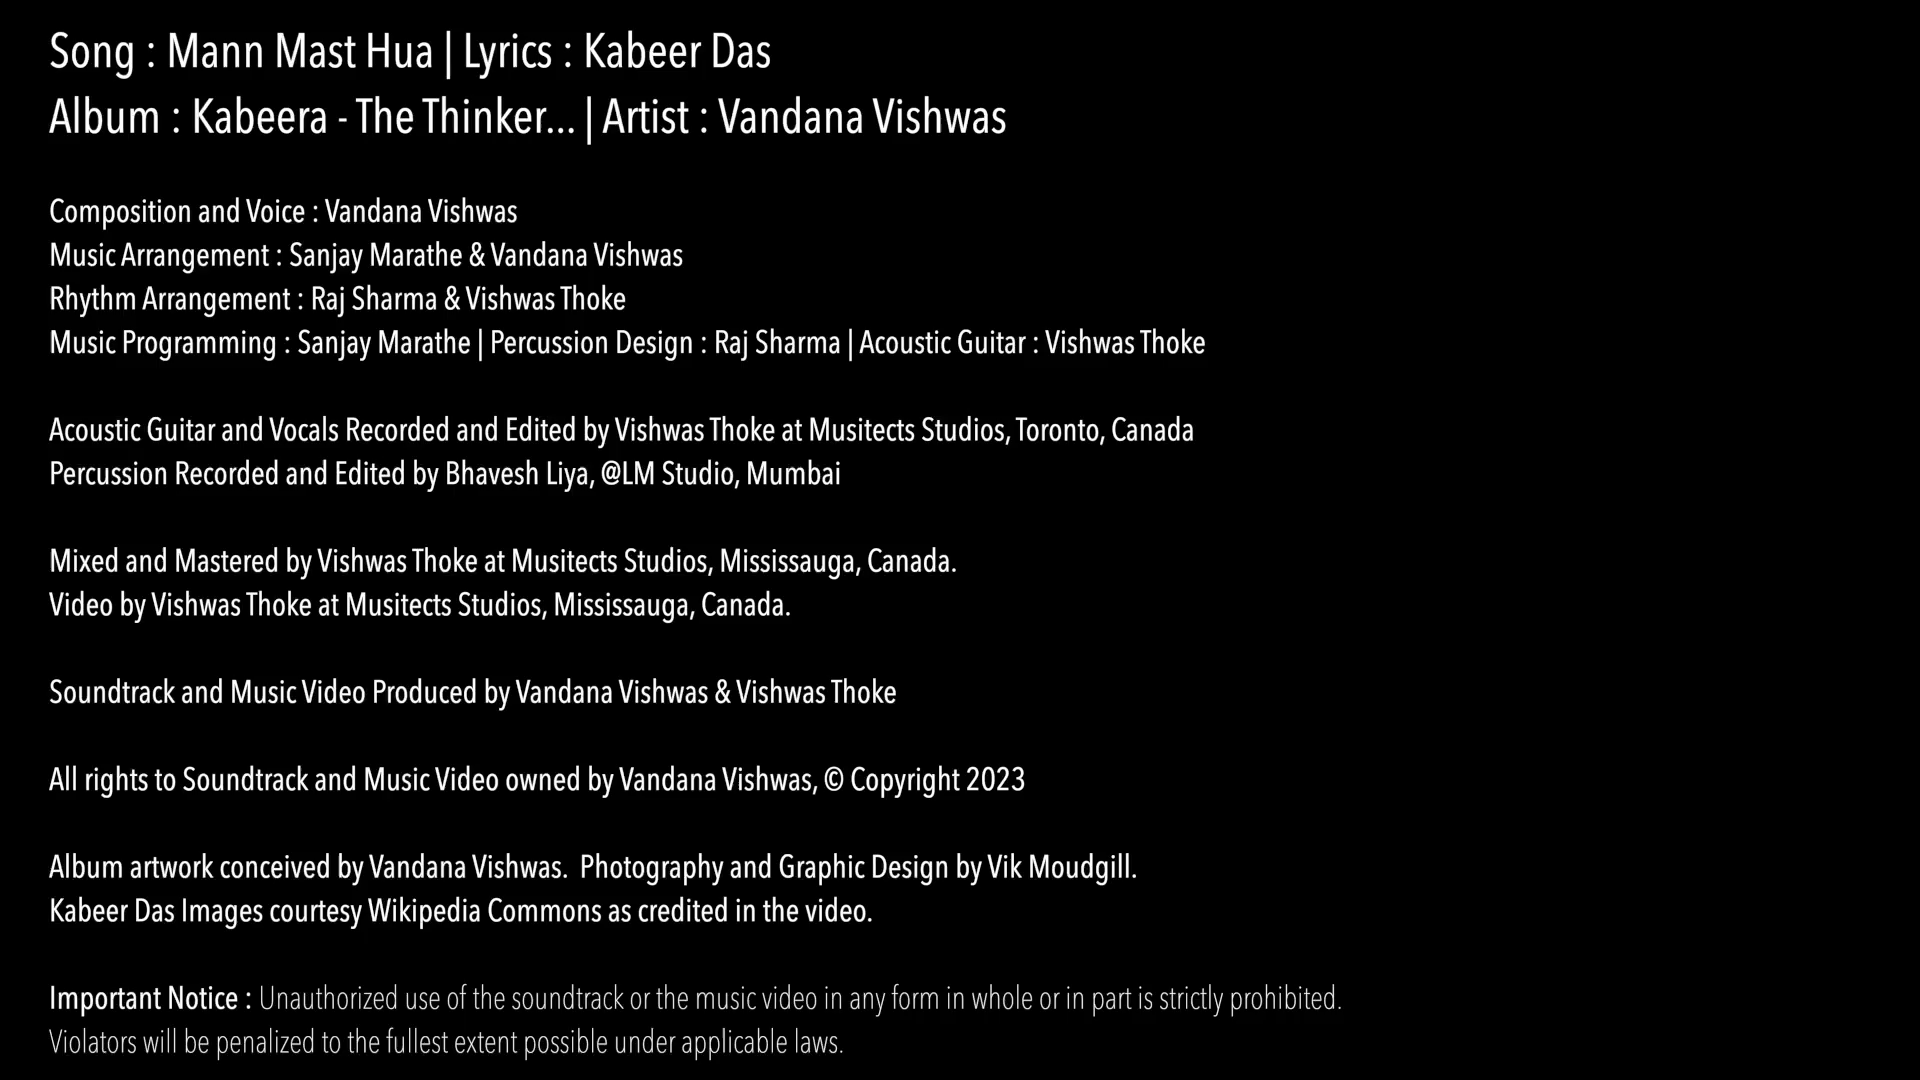 Song : Mann Mast Hua | Lyrics : Kabeer Das
Album : Kabeera - The Thinker... | Artist : Vandana Vishwas
Composition and Voice : Vandana Vishwas
Music Arrangement : Sanjay Marathe & Vandana Vishwas
Rhythm Arrangement : Raj Sharma & Vishwas Thoke
Music Programming : Sanjay Marathe | Percussion Design : Raj Sharma | Acoustic Guitar : Vishwas Thoke
Acoustic Guitar and Vocals Recorded and Edited by Vishwas Thoke at Musitects Studios, Toronto, Canada
Percussion Recorded and Edited by Bhavesh Liya, @LM Studio, Mumbai
Mixed and Mastered by Vishwas Thoke at Musitects Studios, Mississauga, Canada.
Video by Vishwas Thoke at Musitects Studios, Mississauga, Canada.
Soundtrack and Music Video Produced by Vandana Vishwas & Vishwas Thoke
All rights to Soundtrack and Music Video owned by Vandana Vishwas, © Copyright 2023
Album artwork conceived by Vandana Vishwas.  Photography and Graphic Design by Vik Moudgill.
Kabeer Das Images courtesy Wikipedia Commons as credited in the video.
Important Notice : Unauthorized use of the soundtrack or the music video in any form in whole or in part is strictly prohibited.
Violators will be penalized to the fullest extent possible under applicable laws.